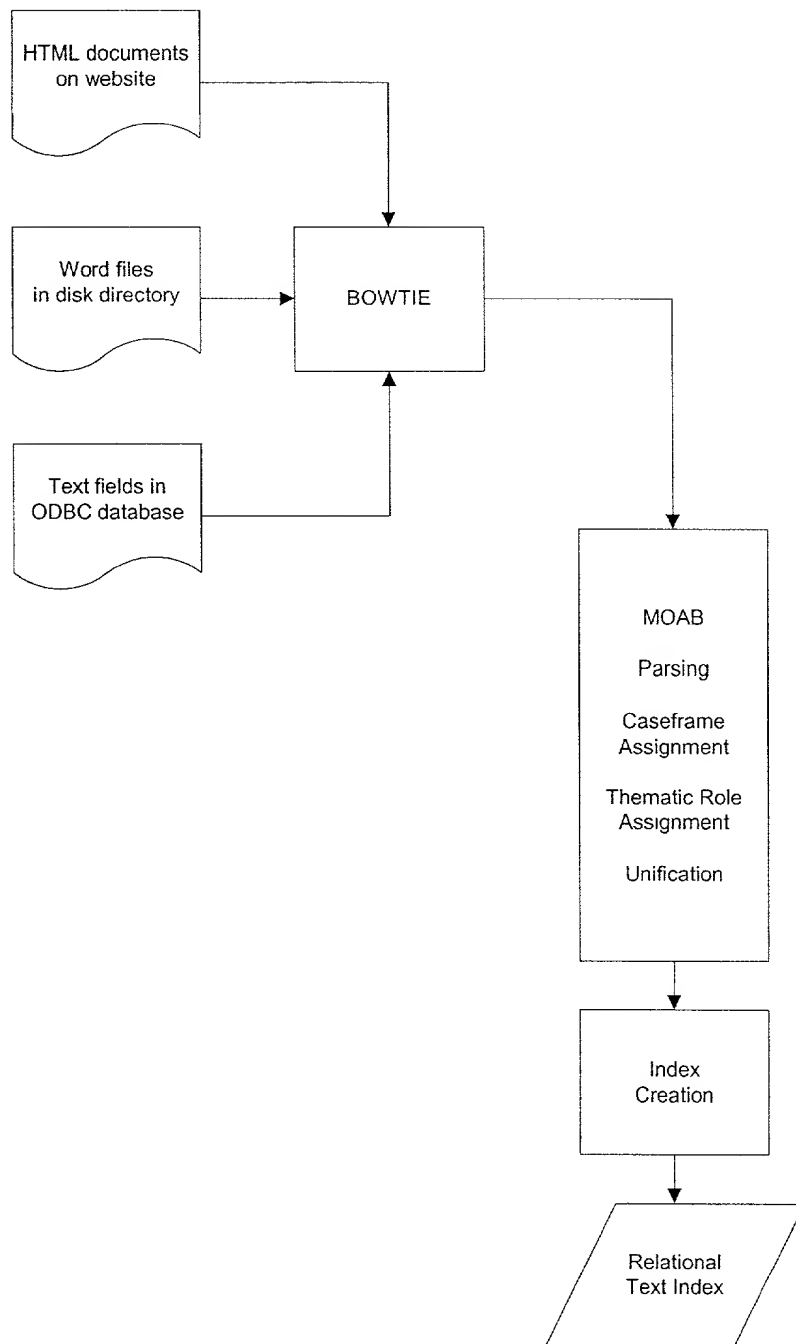 HTML documents
on website
Word files
in disk directory
BOWTIE
Text fields in
ODBC database
MOAB
Parsing
Caseframe
Assignment
Thematic Role
Assignment
Unification
Index
Creation
Relational
Text Index